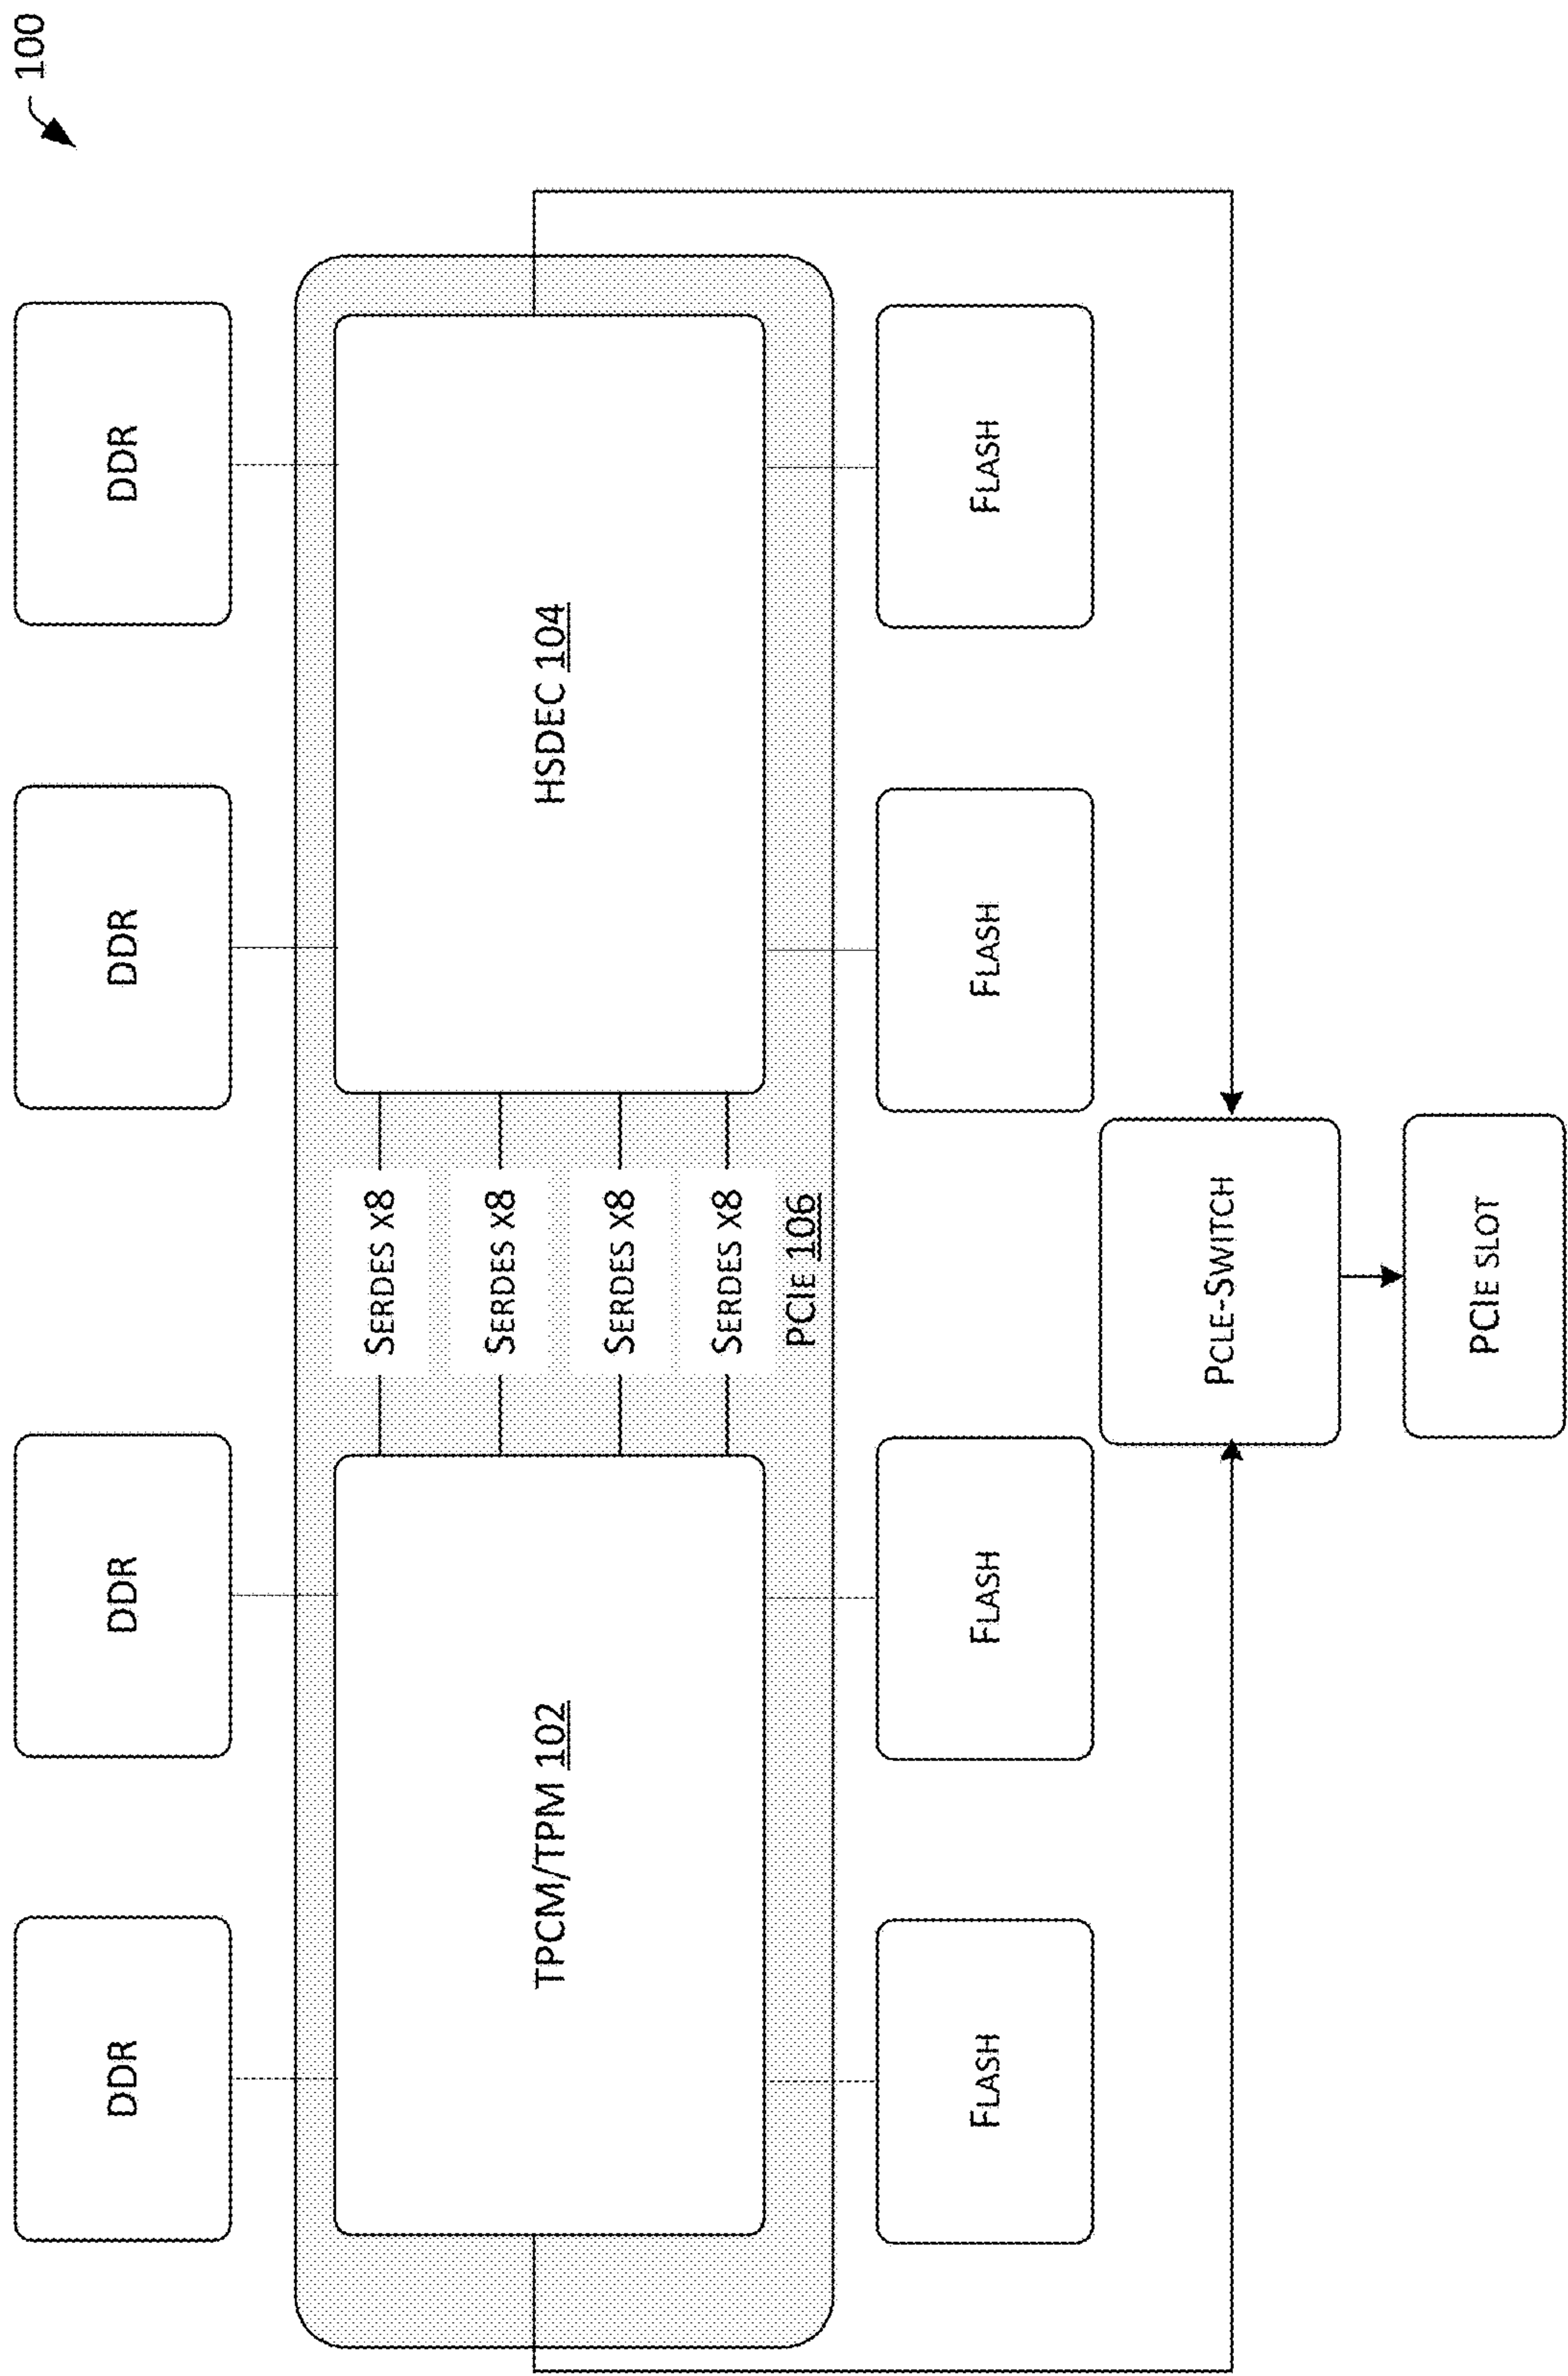 100
DDR
DDR
DDR
DDR
TPCM/TPM 102
SERDES x8
SERDES x8
SERDES x8
SERDES x8
PCIE 106
HSDEC 104
FLASH
FLASH
FLASH
FLASH
PCLE-SWITCH
PCIE SLOT